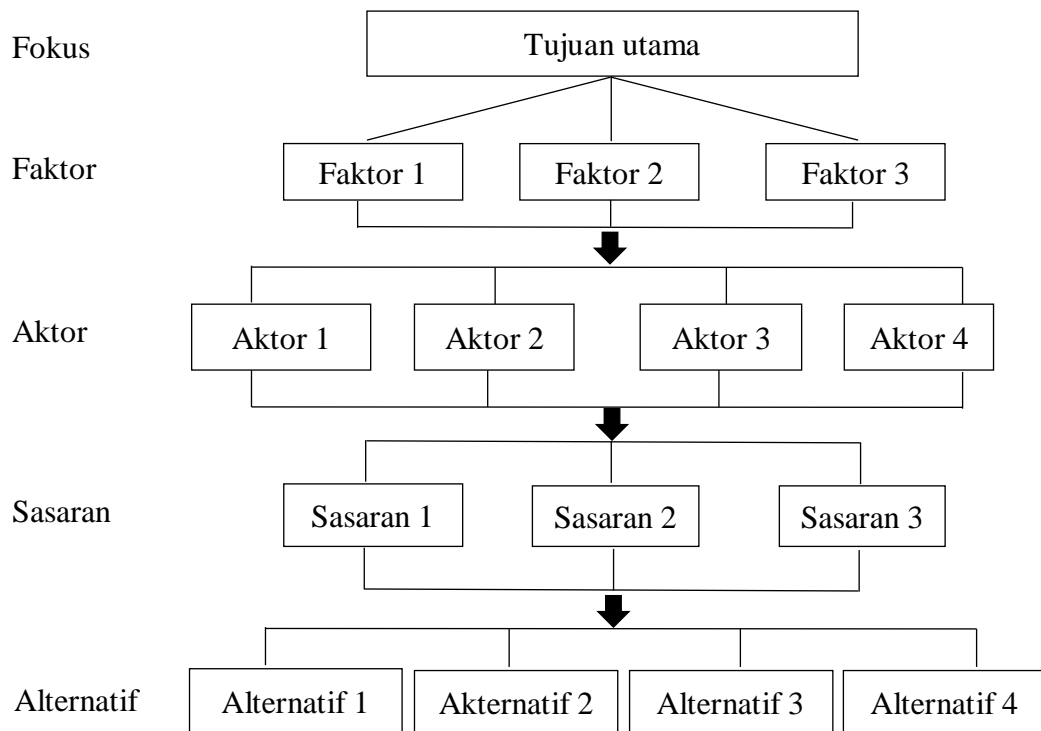 Fokus
Tujuan utama
Faktor
Faktor 1
Faktor 2
Faktor 3
Aktor
Aktor 1
Aktor 2
Aktor 3
Aktor 4
Sasaran
Sasaran 1
Sasaran 2
Sasaran 3
Alternatif
Alternatif 1
Akternatif 2
Alternatif 3
Alternatif 4